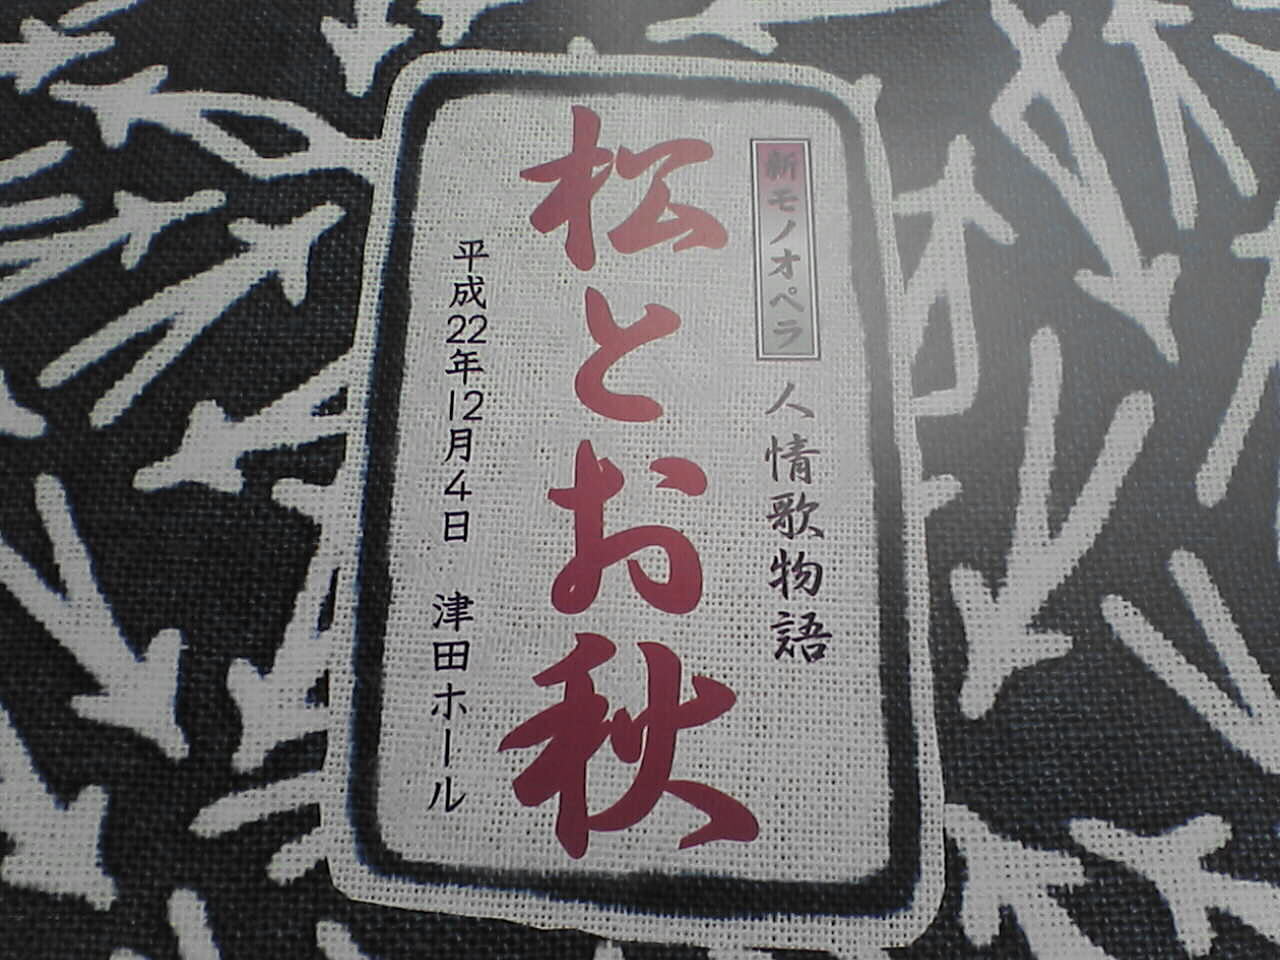 新モノオペラ 人情歌物語
松とお秋
平成22年12月4日 津田ホール